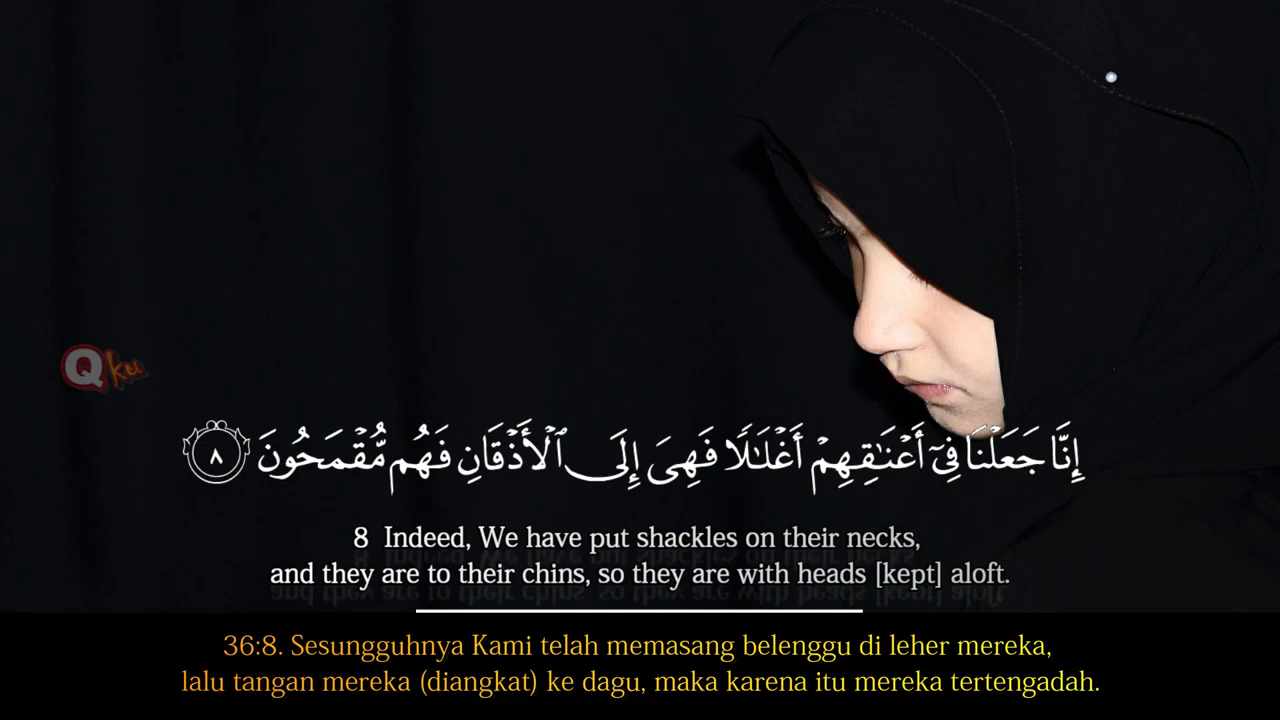 Qku
إِنَّا جَعَلْنَا فِىٓ أَعْنَـٰقِهِمْ أَغْلَـٰلًا فَهِىَ إِلَى ٱلْأَذْقَانِ فَهُم مُّقْمَحُونَ ٨
8 Indeed, We have put shackles on their necks,
and they are to their chins, so they are with heads [kept] aloft.
36:8. Sesungguhnya Kami telah memasang belenggu di leher mereka,
lalu tangan mereka (diangkat) ke dagu, maka karena itu mereka tertengadah.